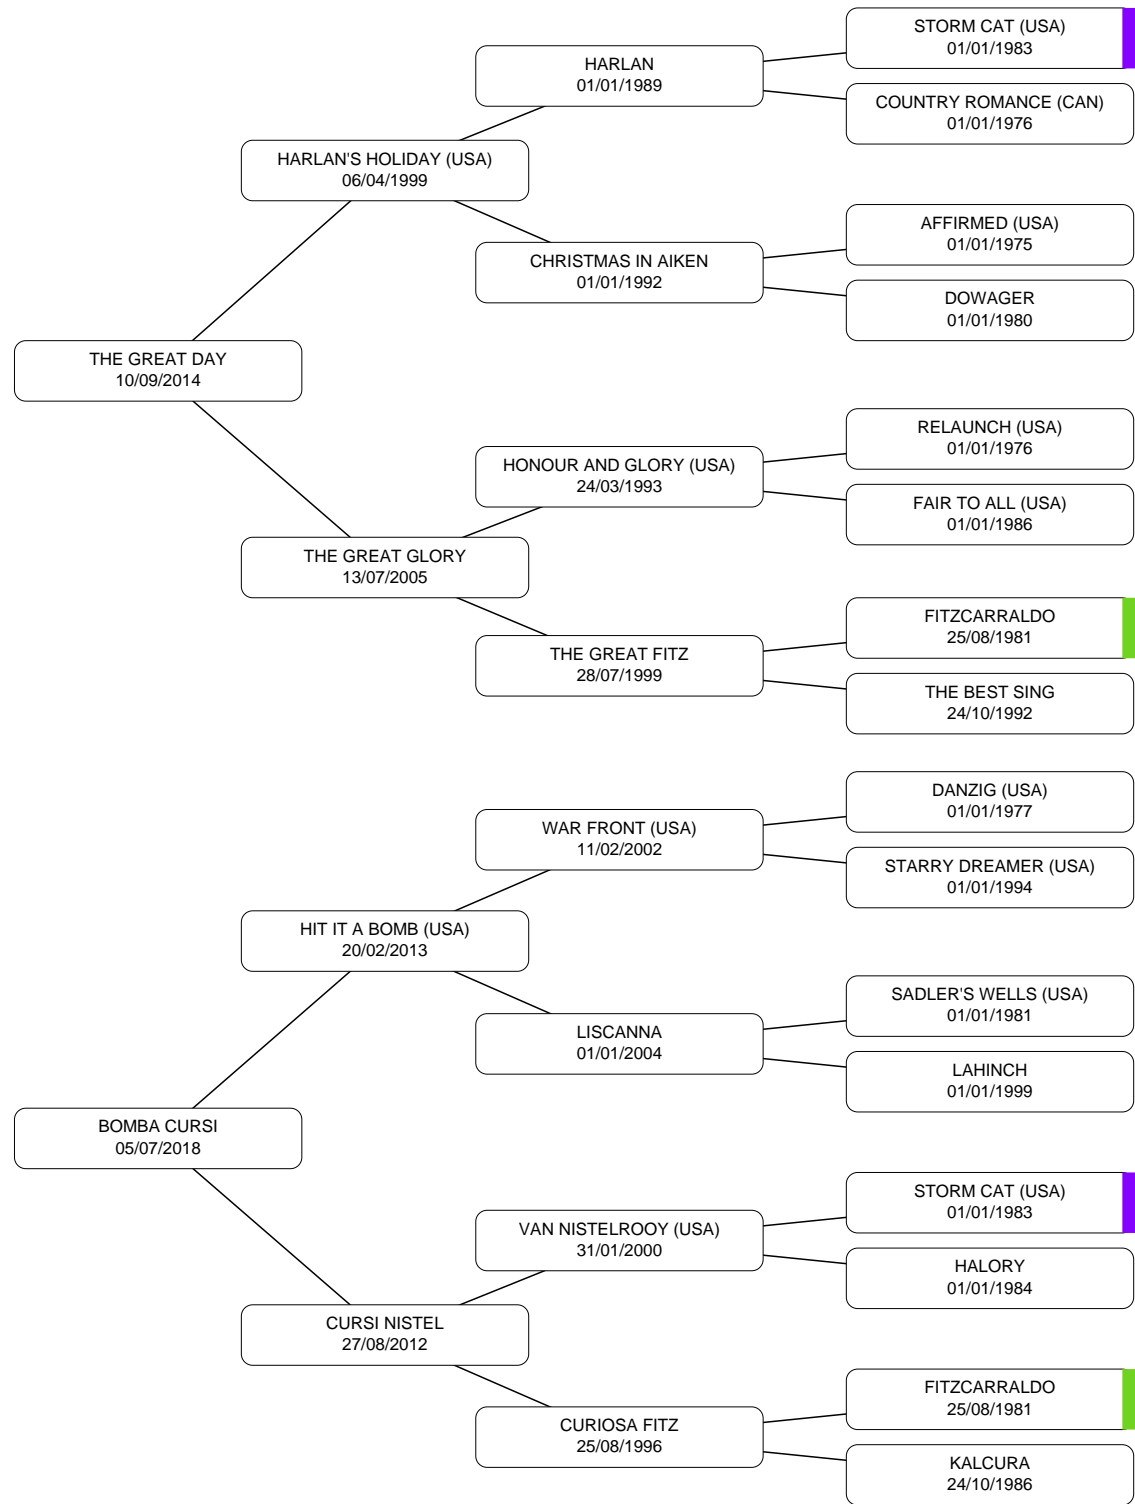 STORM CAT (USA)
01/01/1983
HARLAN
01/01/1989
COUNTRY ROMANCE (CAN)
01/01/1976
HARLAN'S HOLIDAY (USA)
06/04/1999
AFFIRMED (USA)
01/01/1975
CHRISTMAS IN AIKEN
01/01/1992
DOWAGER
01/01/1980
THE GREAT DAY
10/09/2014
RELAUNCH (USA)
01/01/1976
HONOUR AND GLORY (USA)
24/03/1993
FAIR TO ALL (USA)
01/01/1986
THE GREAT GLORY
13/07/2005
FITZCARRALDO
25/08/1981
THE GREAT FITZ
28/07/1999
THE BEST SING
24/10/1992
DANZIG (USA)
01/01/1977
WAR FRONT (USA)
11/02/2002
STARRY DREAMER (USA)
01/01/1994
HIT IT A BOMB (USA)
20/02/2013
SADLER'S WELLS (USA)
01/01/1981
LISCANNA
01/01/2004
LAHINCH
01/01/1999
BOMBA CURSI
05/07/2018
STORM CAT (USA)
01/01/1983
VAN NISTELROOY (USA)
31/01/2000
HALORY
01/01/1984
CURSI NISTEL
27/08/2012
FITZCARRALDO
25/08/1981
CURIOSA FITZ
25/08/1996
KALCURA
24/10/1986